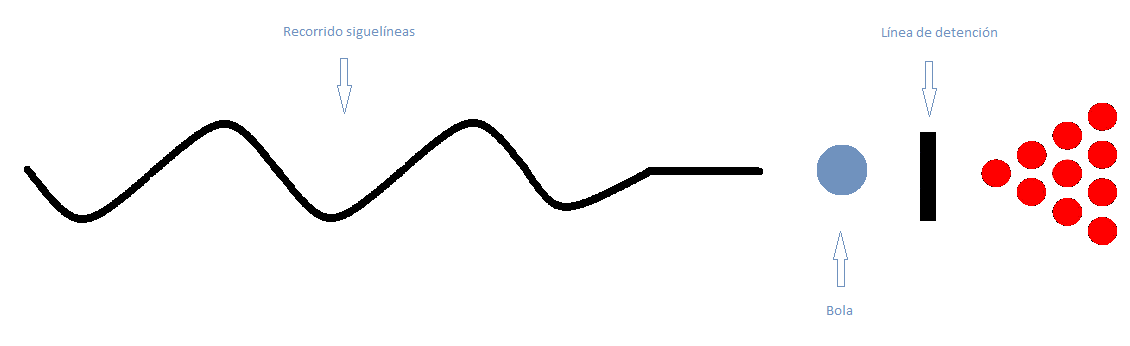 Recorrido siguelíneas
Línea de detención
Bola